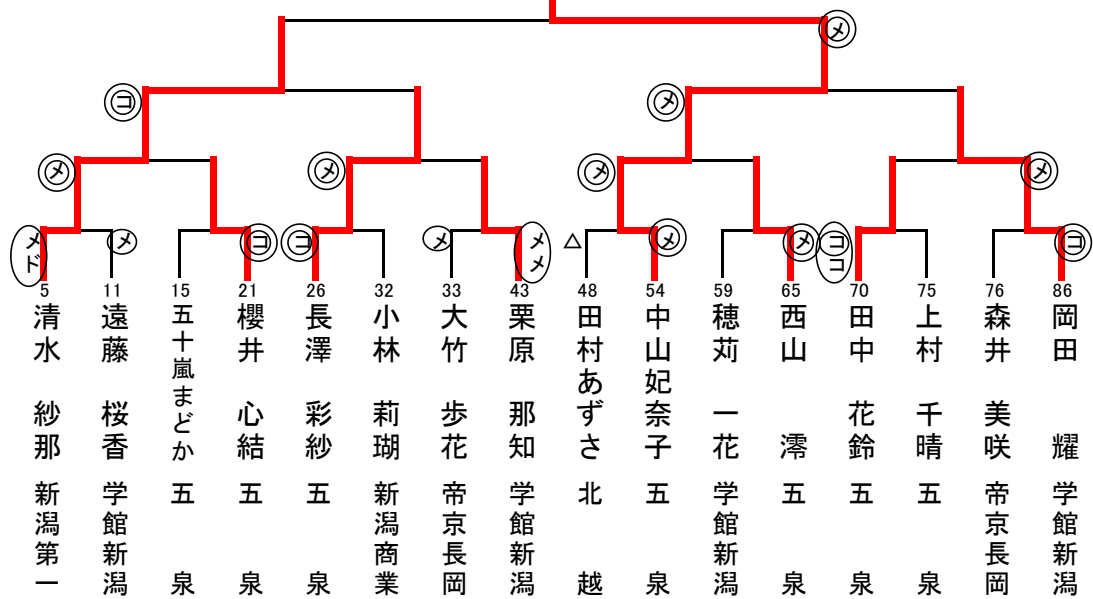 メ
コ
メ
メ
メ
メ
メ
メド
メ
コ
コ
メ
メメ
△
メ
メ
ココ
コ
5 清水 紗那 新潟第一
11 遠藤 桜香 学館新潟
15 五十嵐まどか 五泉
21 櫻井 心結 五泉
26 長澤 彩紗 五泉
32 小林 莉瑚 新潟商業
33 大竹 歩花 帝京長岡
43 栗原 那知 学館新潟
48 田村あずさ 北越
54 中山妃奈子 五泉
59 穂苅 一花 学館新潟
65 西山 澪 五泉
70 田中 花鈴 五泉
75 上村 千晴 五泉
76 森井 美咲 帝京長岡
86 岡田 耀 学館新潟